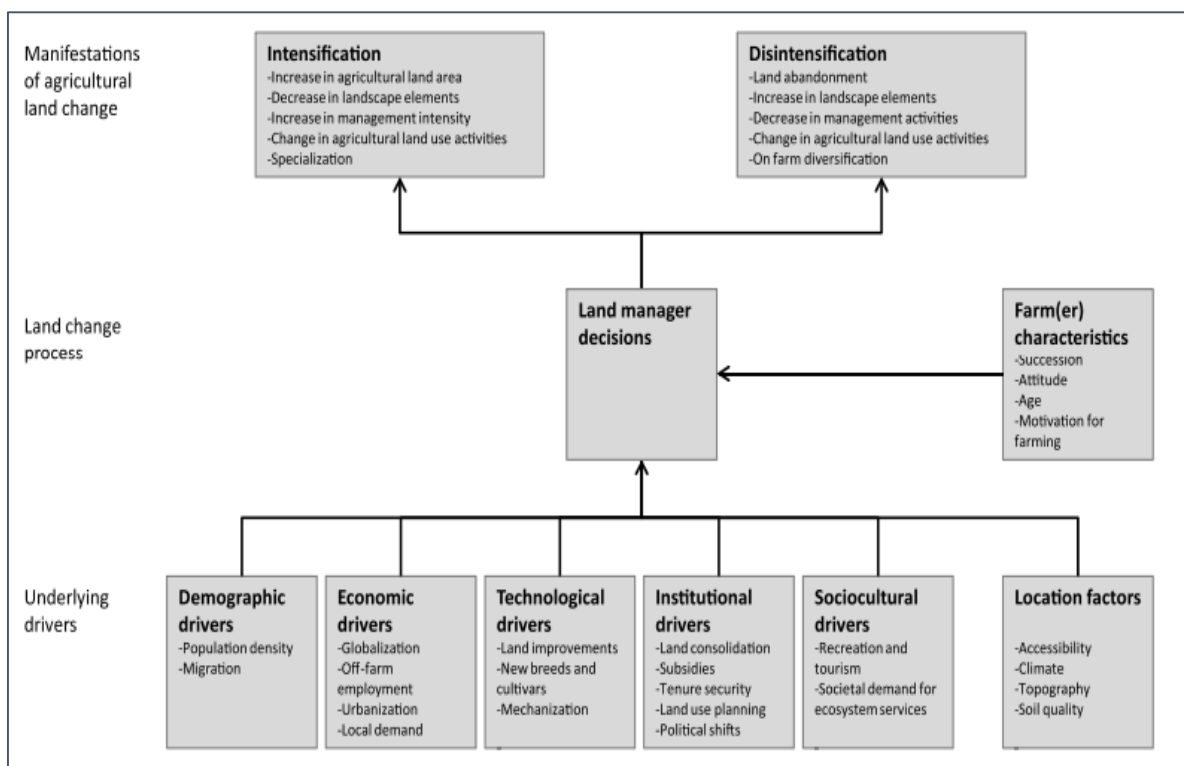 Manifestations
of agricultural
land change
Intensification
-Increase in agricultural land area
-Decrease in landscape elements
-Increase in management intensity
-Change in agricultural land use activities
-Specialization
Disintensification
-Land abandonment
-Increase in landscape elements
-Decrease in management activities
-Change in agricultural land use activities
-On farm diversification
Land change
process
Land manager
decisions
Farm(er)
characteristics
-Succession
-Attitude
-Age
-Motivation for
farming
Underlying
drivers
Demographic
drivers
-Population density
-Migration
Economic
drivers
-Globalization
-Off-farm
employment
-Urbanization
-Local demand
Technological
drivers
-Land improvements
-New breeds and
cultivars
-Mechanization
Institutional
drivers
-Land consolidation
-Subsidies
-Tenure security
-Land use planning
-Political shifts
Sociocultural
drivers
-Recreation and
tourism
-Societal demand for
ecosystem services
Location factors
-Accessibility
-Climate
-Topography
-Soil quality